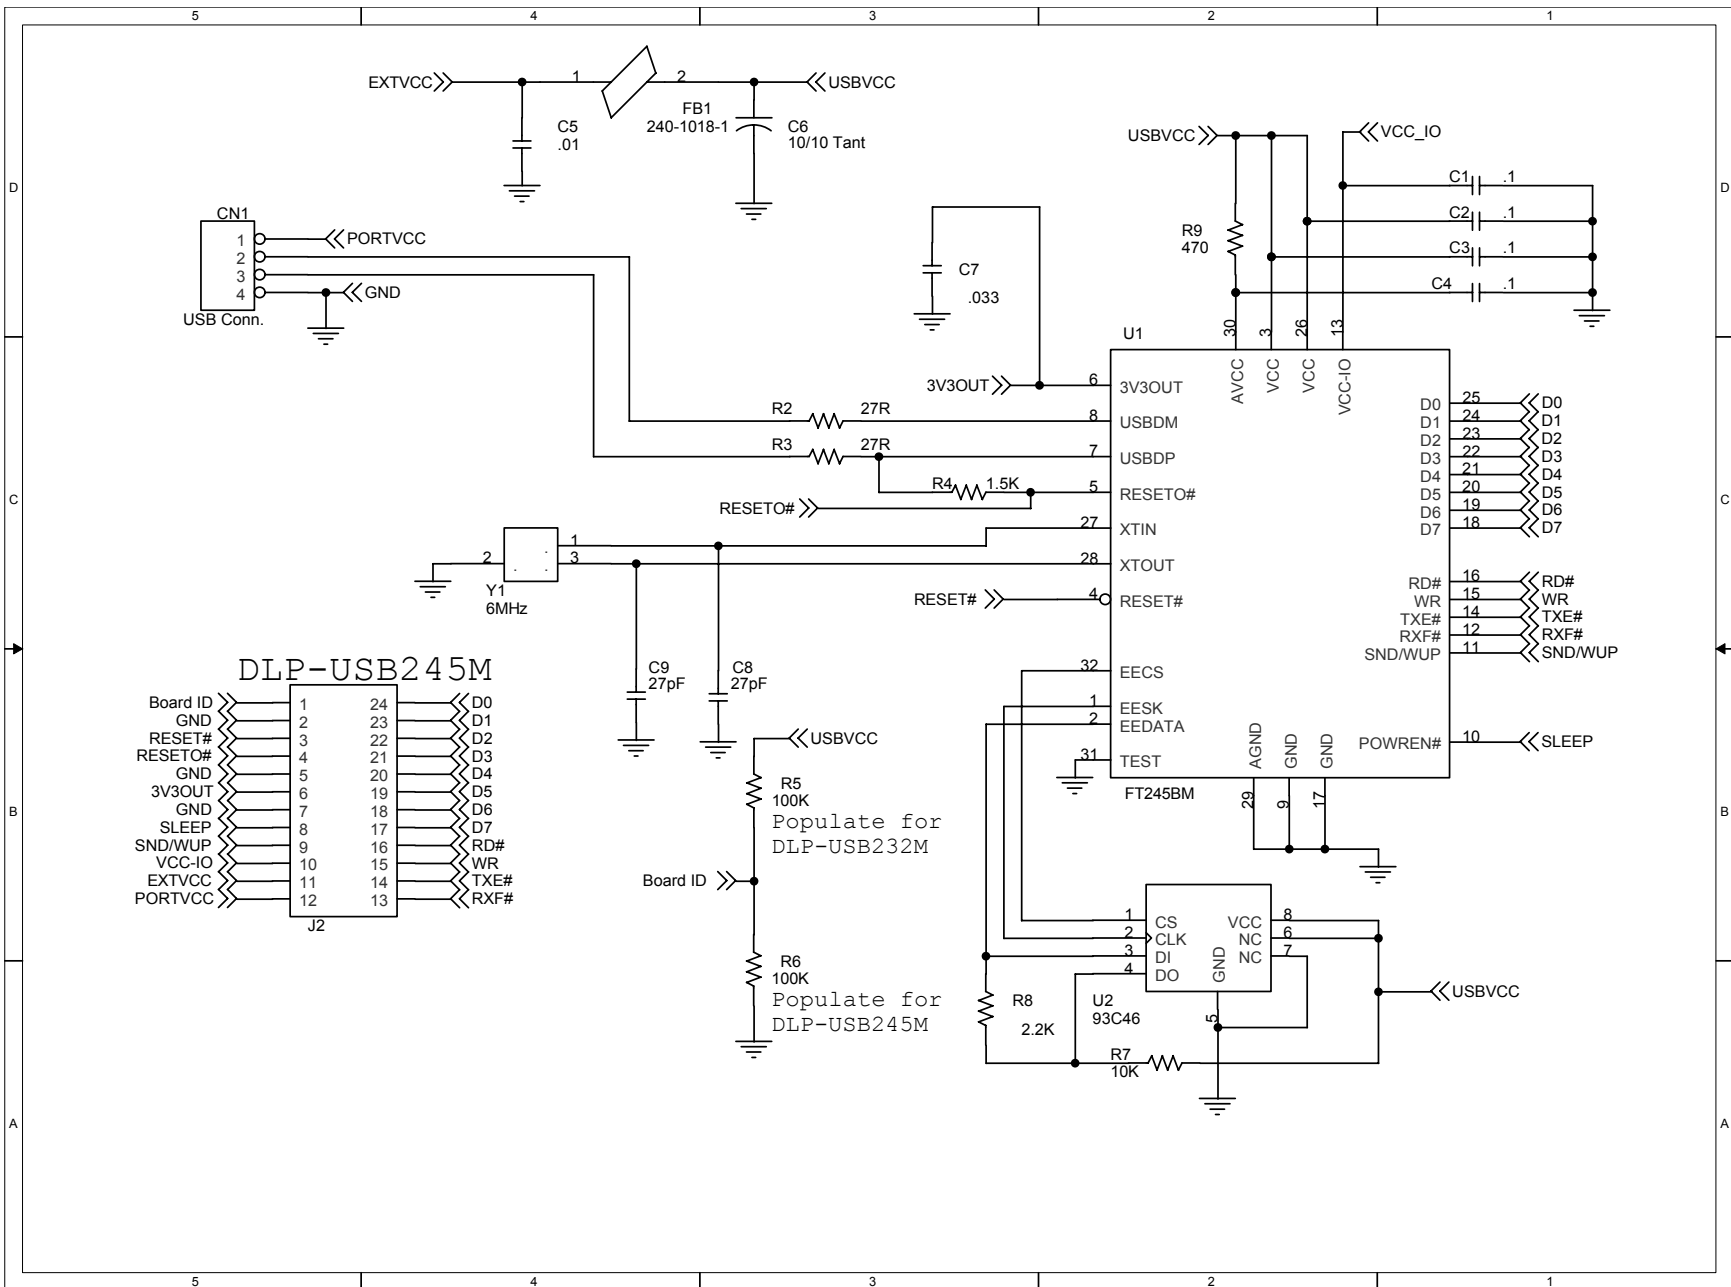 5 4 3 2 1
EXTVCC 1 2 USBVCC
FB1
240-1018-1
C5
.01
C6
10/10 Tant
USBVCC VCC_IO
C1 .1
C2 .1
C3 .1
C4 .1
R9
470
D D
CN1
1 PORTVCC
2
3
4 GND
USB Conn.
C7
.033
U1
30 3 26 13
AVCC VCC VCC VCC-IO
3V3OUT 6 3V3OUT
R2 27R 8 USBDM
R3 27R 7 USBDP
R4 1.5K 5 RESETO#
RESETO#
27 XTIN
28 XTOUT
RESET# 4 RESET#
32 EECS
1 EESK
2 EEDATA
31 TEST
FT245BM
D0 25 D0
D1 24 D1
D2 23 D2
D3 22 D3
D4 21 D4
D5 20 D5
D6 19 D6
D7 18 D7
RD# 16 RD#
WR 15 WR
TXE# 14 TXE#
RXF# 12 RXF#
SND/WUP 11 SND/WUP
POWREN# 10 SLEEP
AGND GND GND
29 9 17
C C
2 1
3
Y1
6MHz
C9
27pF
C8
27pF
DLP-USB245M
Board ID 1 24 D0
GND 2 23 D1
RESET# 3 22 D2
RESETO# 4 21 D3
GND 5 20 D4
3V3OUT 6 19 D5
GND 7 18 D6
SLEEP 8 17 D7
SND/WUP 9 16 RD#
VCC-IO 10 15 WR
EXTVCC 11 14 TXE#
PORTVCC 12 13 RXF#
J2
B B
USBVCC
R5
100K
Populate for
DLP-USB232M
Board ID
R6
100K
Populate for
DLP-USB245M
1 CS VCC 8
2 CLK NC 6
3 DI NC 7
4 DO GND
5
U2
93C46
USBVCC
R8
2.2K
R7
10K
A A
5 4 3 2 1